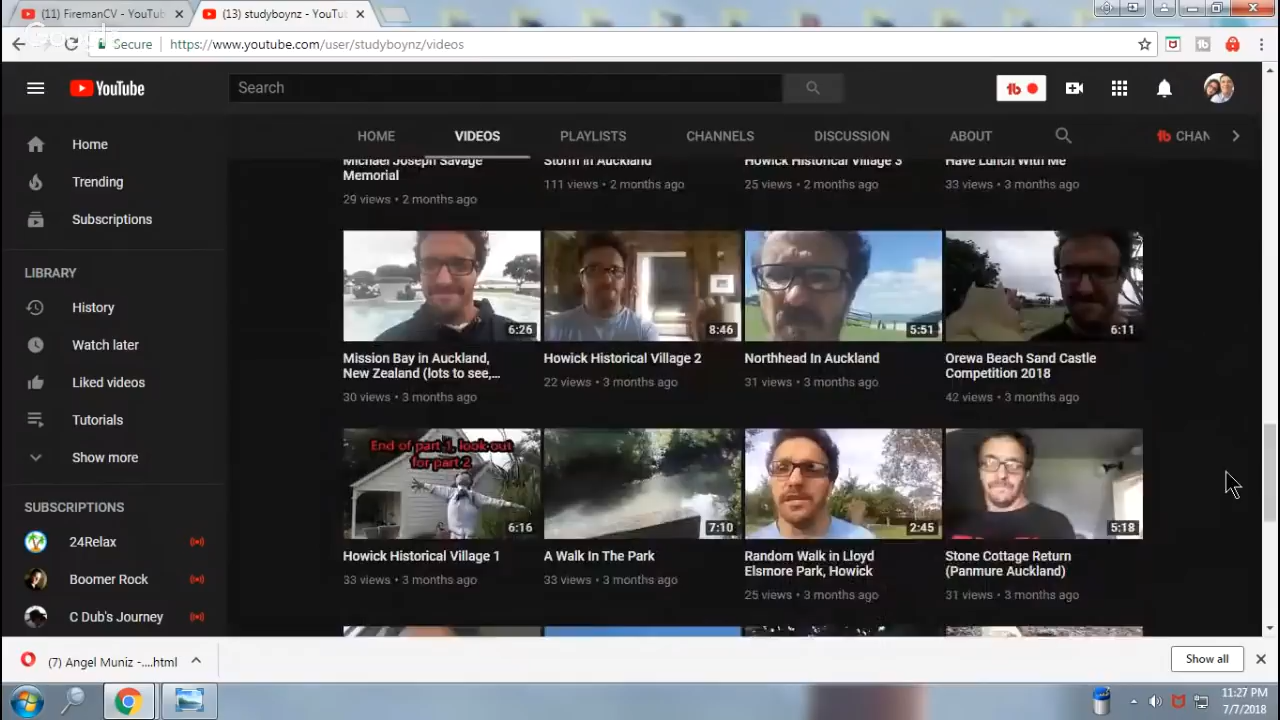 (11) FiremanCV - YouTub
(13) studyboynz - YouTu
Google
Secure
https://www.youtube.com/user/studyboynz/videos
YouTube
Search
tb
HOME
VIDEOS
PLAYLISTS
CHANNELS
DISCUSSION
ABOUT
tb CHAN
Home
Trending
Subscriptions
LIBRARY
History
Watch later
Liked videos
Tutorials
Show more
SUBSCRIPTIONS
24Relax
Boomer Rock
C Dub's Journey
Michael Joseph Savage
Memorial
29 views • 2 months ago
Storm in Auckland
111 views • 2 months ago
Howick Historical Village 3
25 views • 2 months ago
Have Lunch With Me
33 views • 3 months ago
6:26
Mission Bay in Auckland,
New Zealand (lots to see,...
30 views • 3 months ago
8:46
Howick Historical Village 2
22 views • 3 months ago
5:51
Northhead In Auckland
31 views • 3 months ago
6:11
Orewa Beach Sand Castle
Competition 2018
42 views • 3 months ago
End of part 1, look out
for part 2
6:16
Howick Historical Village 1
33 views • 3 months ago
7:10
A Walk In The Park
33 views • 3 months ago
2:45
Random Walk in Lloyd
Elsmore Park, Howick
25 views • 3 months ago
5:18
Stone Cottage Return
(Panmure Auckland)
31 views • 3 months ago
(7) Angel Muniz -....html
Show all
11:27 PM
7/7/2018